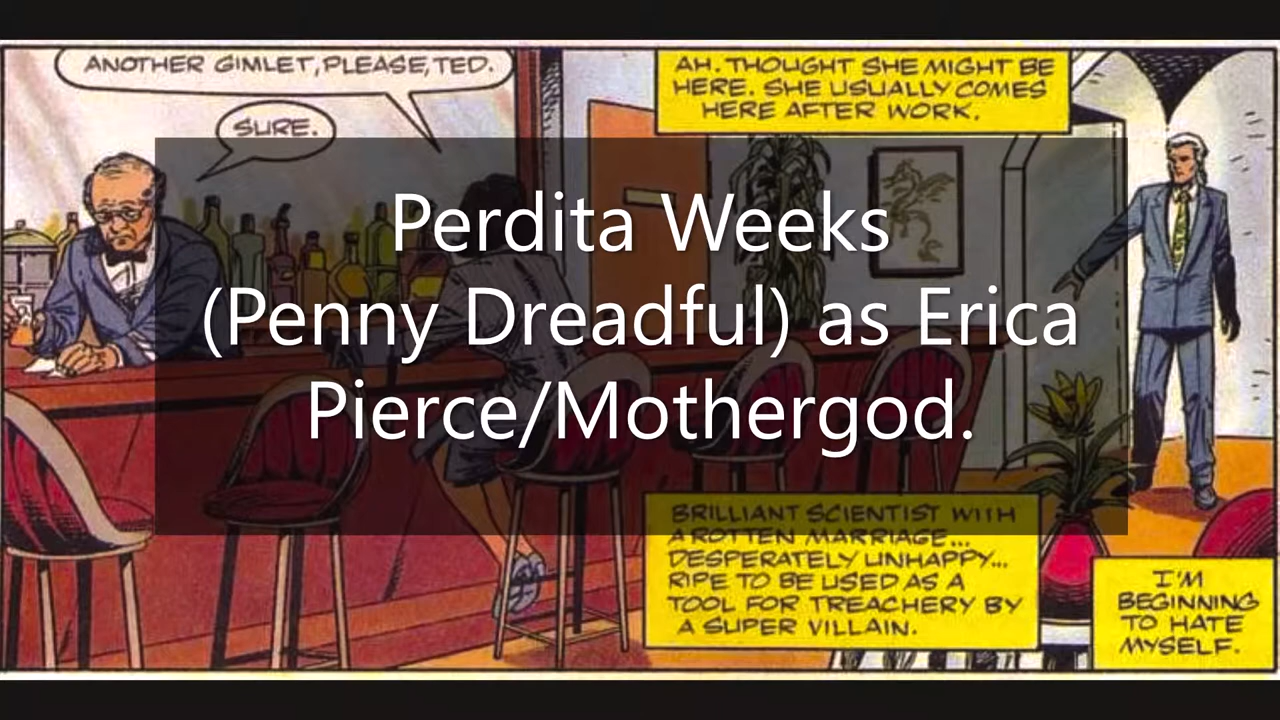 ANOTHER GIMLET, PLEASE, TED.
SURE.
AH. THOUGHT SHE MIGHT BE
HERE. SHE USUALLY COMES
HERE AFTER WORK.
Perdita Weeks
(Penny Dreadful) as Erica
Pierce/Mothergod.
BRILLIANT SCIENTIST WITH
A ROTTEN MARRIAGE...
DESPERATELY UNHAPPY...
RIPE TO BE USED AS A
TOOL FOR TREACHERY BY
A SUPER VILLAIN.
I'M
BEGINNING
TO HATE
MYSELF.